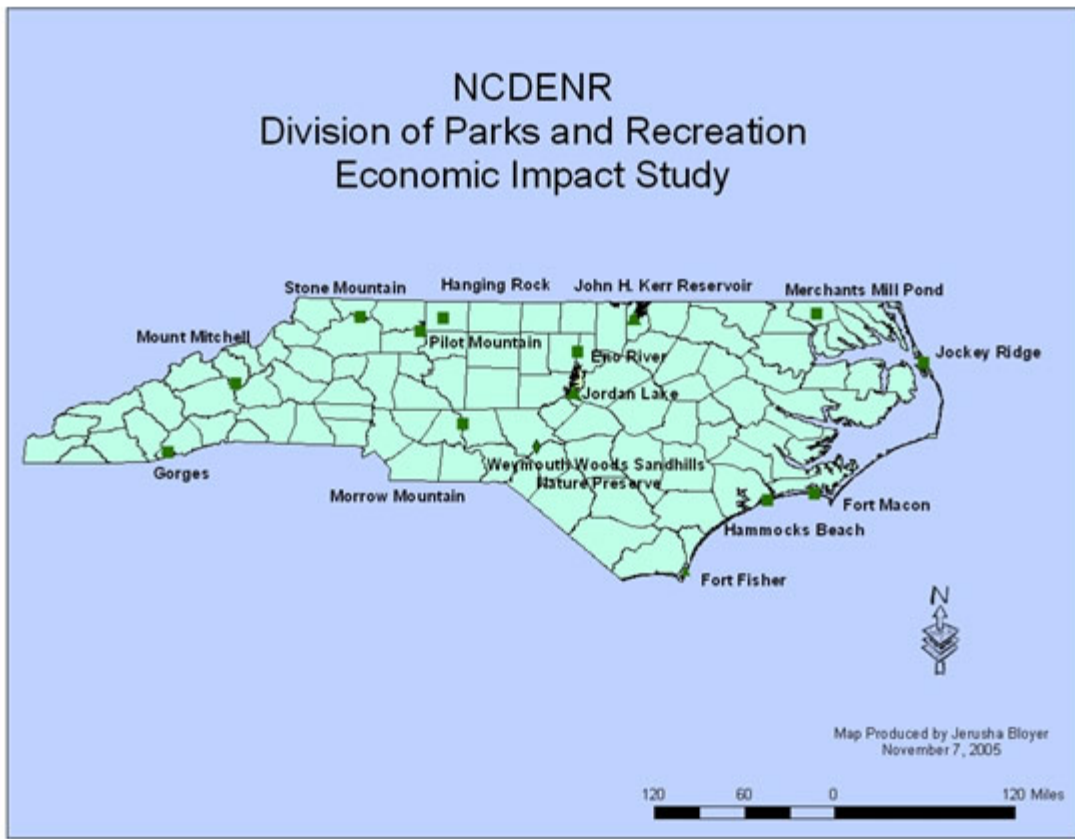 NCDENR
Division of Parks and Recreation
Economic Impact Study
Stone Mountain
Hanging Rock
John H. Kerr Reservoir
Merchants Mill Pond
Mount Mitchell
Pilot Mountain
Eno River
Jockey Ridge
Jordan Lake
Gorges
Weymouth Woods Sandhills
Nature Preserve
Morrow Mountain
Fort Macon
Hammocks Beach
Fort Fisher
N
Map Produced by Jerusha Bloyer
November 7, 2005
120 60 0 120 Miles